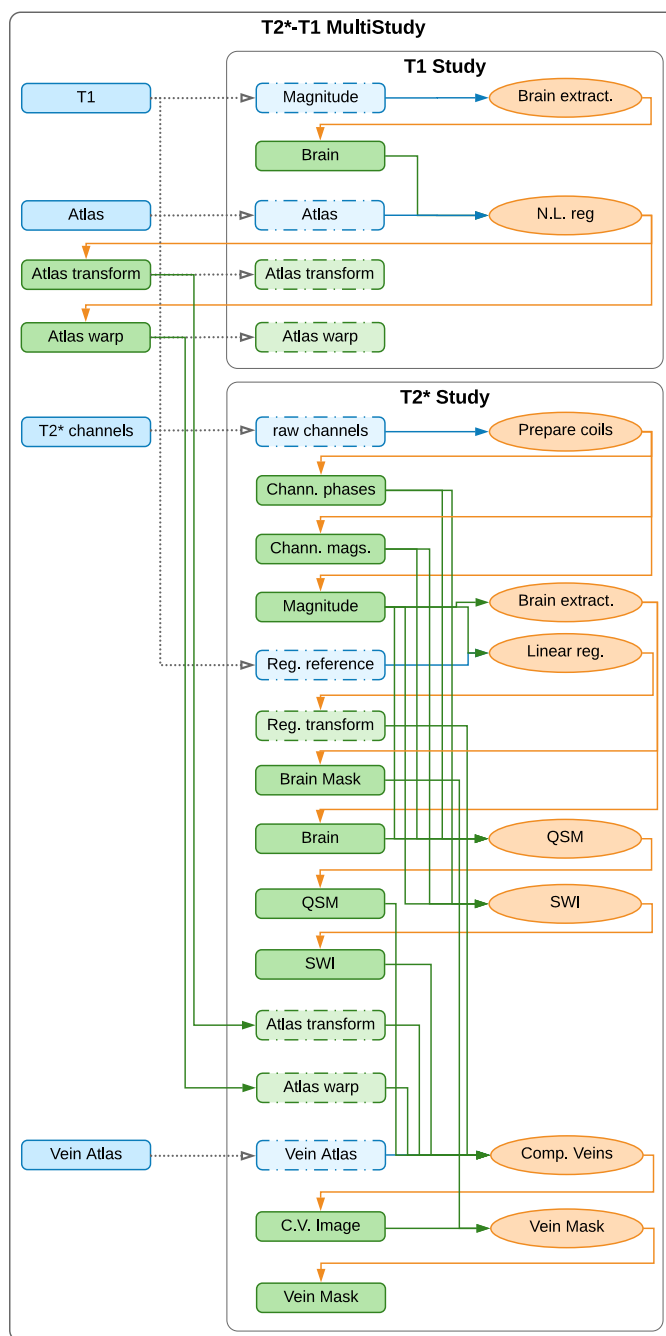 T2*-T1 MultiStudy
T1 Study
T1
Magnitude
Brain extract.
Brain
Atlas
Atlas
N.L. reg
Atlas transform
Atlas transform
Atlas warp
Atlas warp
T2* Study
T2* channels
raw channels
Prepare coils
Chann. phases
Chann. mags.
Magnitude
Brain extract.
Reg. reference
Linear reg.
Reg. transform
Brain Mask
Brain
QSM
QSM
SWI
SWI
Atlas transform
Atlas warp
Vein Atlas
Vein Atlas
Comp. Veins
C.V. Image
Vein Mask
Vein Mask